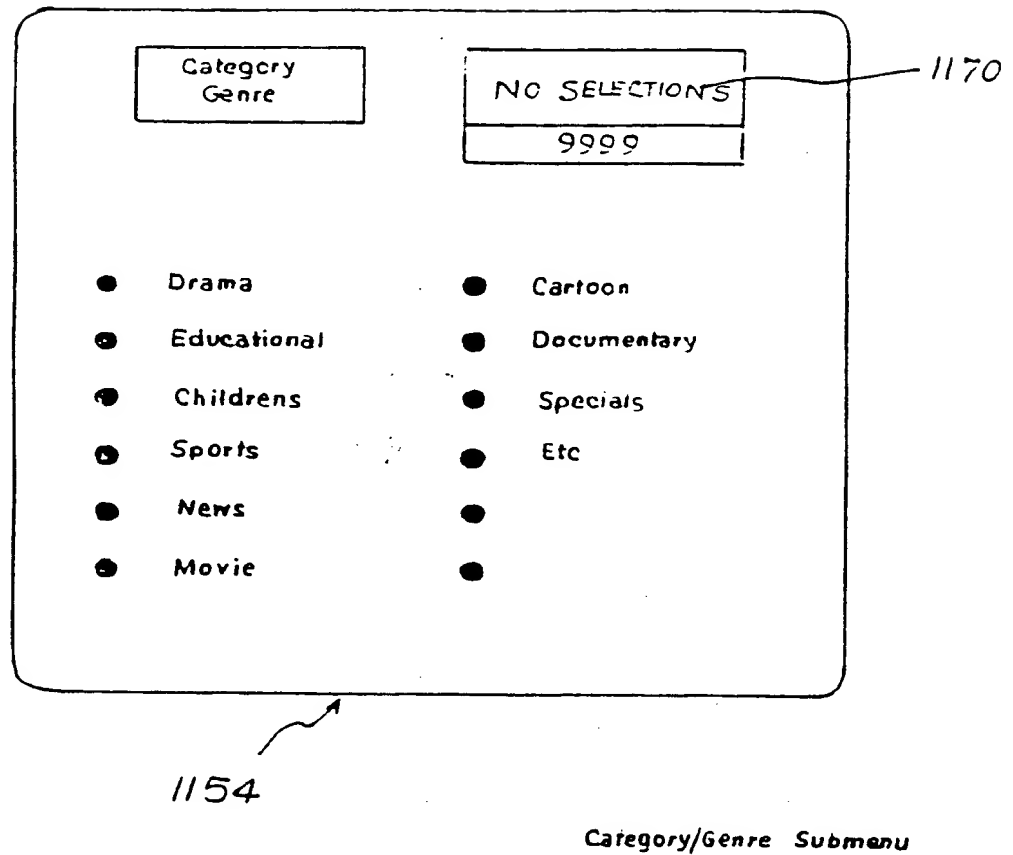 Category
Genre
NO SELECTIONS
9999
1170
Drama
Educational
Childrens
Sports
News
Movie
Cartoon
Documentary
Specials
Etc
1154
Category/Genre Submenu